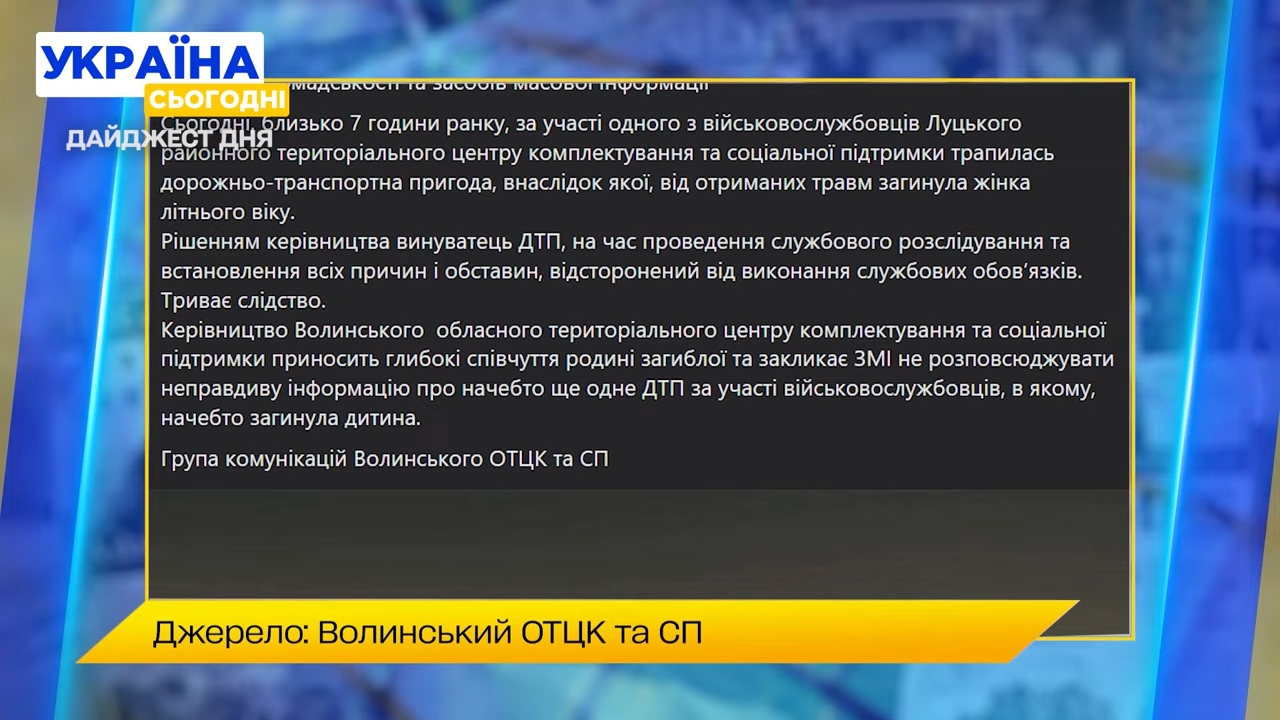 УКРАЇНА
СЬОГОДНІ
ДАЙДЖЕСТ ДНЯ
та засобів масової інформації
Сьогодні, близько 7 години ранку, за участі одного з військовослужбовців Луцького
районного територіального центру комплектування та соціальної підтримки трапилась
дорожньо-транспортна пригода, внаслідок якої, від отриманих травм загинула жінка
літнього віку.
Рішенням керівництва винуватець ДТП, на час проведення службового розслідування та
встановлення всіх причин і обставин, відсторонений від виконання службових обов’язків.
Триває слідство.
Керівництво Волинського обласного територіального центру комплектування та соціальної
підтримки приносить глибокі співчуття родині загиблої та закликає ЗМІ не розповсюджувати
неправдиву інформацію про начебто ще одне ДТП за участі військовослужбовців, в якому,
начебто загинула дитина.
Група комунікацій Волинського ОТЦК та СП
Джерело: Волинський ОТЦК та СП